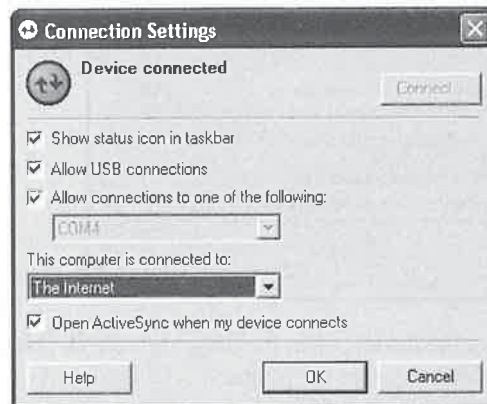 Connection Settings
Device connected
Connect...
Show status icon in taskbar
Allow USB connections
Allow connections to one of the following:
COM4
This computer is connected to:
The Internet
Open ActiveSync when my device connects
Help OK Cancel